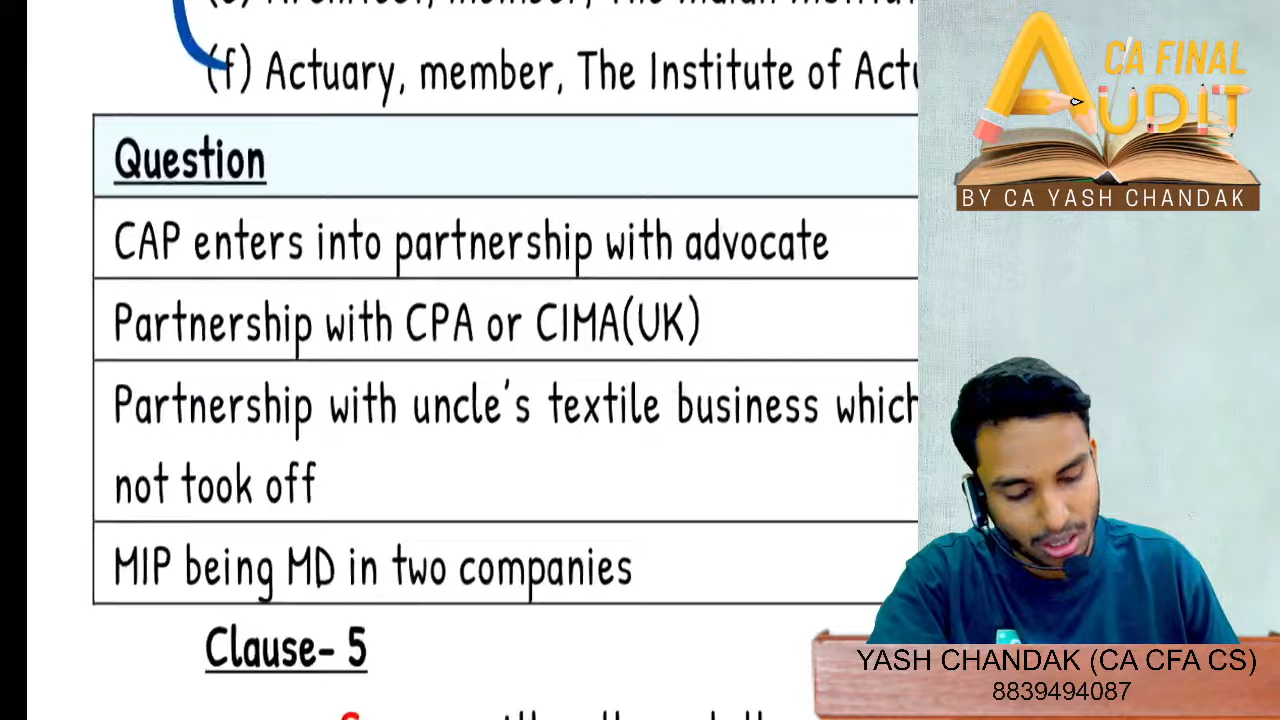 (f) Actuary, member, The Institute of
Question
CAP enters into partnership with advocate
Partnership with CPA or CIMA(UK)
Partnership with uncle's textile business which
not took off
MIP being MD in two companies
Clause- 5
CA FINAL
AUDIT
BY CA YASH CHANDAK
YASH CHANDAK (CA CFA CS)
8839494087